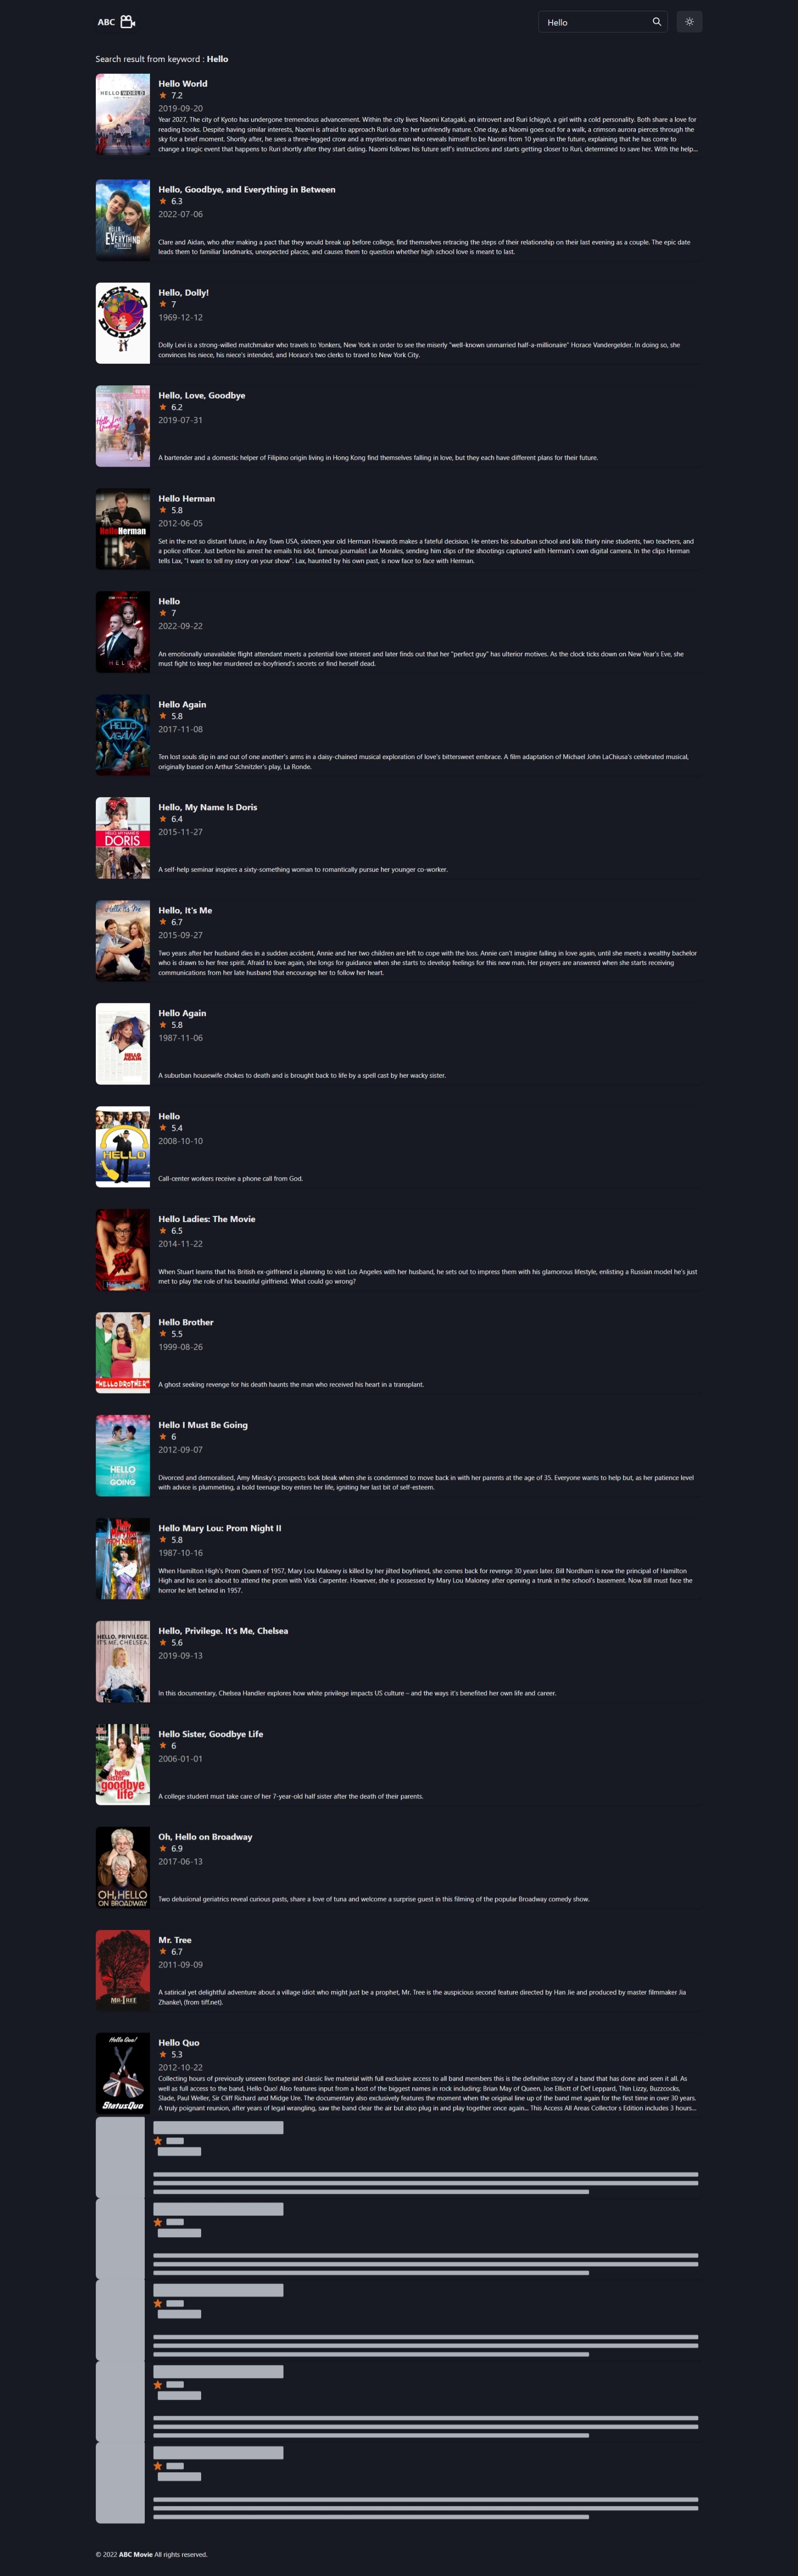 ABC
Hello
Search result from keyword : Hello
HELLO WORLD
Hello World
7.2
2019-09-20
Year 2027, The city of Kyoto has undergone tremendous advancement. Within the city lives Naomi Katagaki, an introvert and Ruri Ichigyō, a girl with a cold personality. Both share a love for
reading books. Despite having similar interests, Naomi is afraid to approach Ruri due to her unfriendly nature. One day, as Naomi goes out for a walk, a crimson aurora pierces through the
sky for a brief moment. Shortly after, he sees a three-legged crow and a mysterious man who reveals himself to be Naomi from 10 years in the future, explaining that he has come to
change a tragic event that happens to Ruri shortly after they start dating. Naomi follows his future self's instructions and starts getting closer to Ruri, determined to save her. With the help...
HELLO
EVERYTHING
Hello, Goodbye, and Everything in Between
6.3
2022-07-06
Clare and Aidan, who after making a pact that they would break up before college, find themselves retracing the steps of their relationship on their last evening as a couple. The epic date
leads them to familiar landmarks, unexpected places, and causes them to question whether high school love is meant to last.
HELLO
DOLLY
Hello, Dolly!
7
1969-12-12
Dolly Levi is a strong-willed matchmaker who travels to Yonkers, New York in order to see the miserly "well-known unmarried half-a-millionaire" Horace Vandergelder. In doing so, she
convinces his niece, his niece's intended, and Horace's two clerks to travel to New York City.
Hello, Love, Goodbye
6.2
2019-07-31
A bartender and a domestic helper of Filipino origin living in Hong Kong find themselves falling in love, but they each have different plans for their future.
HelloHerman
Hello Herman
5.8
2012-06-05
Set in the not so distant future, in Any Town USA, sixteen year old Herman Howards makes a fateful decision. He enters his suburban school and kills thirty nine students, two teachers, and
a police officer. Just before his arrest he emails his idol, famous journalist Lax Morales, sending him clips of the shootings captured with Herman's own digital camera. In the clips Herman
tells Lax, "I want to tell my story on your show". Lax, haunted by his own past, is now face to face with Herman.
HELLO
Hello
7
2022-09-22
An emotionally unavailable flight attendant meets a potential love interest and later finds out that her "perfect guy" has ulterior motives. As the clock ticks down on New Year's Eve, she
must fight to keep her murdered ex-boyfriend's secrets or find herself dead.
HELLO
AGAIN
Hello Again
5.8
2017-11-08
Ten lost souls slip in and out of one another's arms in a daisy-chained musical exploration of love's bittersweet embrace. A film adaptation of Michael John LaChiusa's celebrated musical,
originally based on Arthur Schnitzler's play, La Ronde.
HELLO, MY NAME IS
DORIS
Hello, My Name Is Doris
6.4
2015-11-27
A self-help seminar inspires a sixty-something woman to romantically pursue her younger co-worker.
Hello It's Me
Hello, It's Me
6.7
2015-09-27
Two years after her husband dies in a sudden accident, Annie and her two children are left to cope with the loss. Annie can't imagine falling in love again, until she meets a wealthy bachelor
who is drawn to her free spirit. Afraid to love again, she longs for guidance when she starts to develop feelings for this new man. Her prayers are answered when she starts receiving
communications from her late husband that encourage her to follow her heart.
HELLO
AGAIN
Hello Again
5.8
1987-11-06
A suburban housewife chokes to death and is brought back to life by a spell cast by her wacky sister.
HELLO
Hello
5.4
2008-10-10
Call-center workers receive a phone call from God.
Hello Ladies: The Movie
6.5
2014-11-22
When Stuart learns that his British ex-girlfriend is planning to visit Los Angeles with her husband, he sets out to impress them with his glamorous lifestyle, enlisting a Russian model he's just
met to play the role of his beautiful girlfriend. What could go wrong?
"HELLO BROTHER"
Hello Brother
5.5
1999-08-26
A ghost seeking revenge for his death haunts the man who received his heart in a transplant.
HELLO
GOING
Hello I Must Be Going
6
2012-09-07
Divorced and demoralised, Amy Minsky's prospects look bleak when she is condemned to move back in with her parents at the age of 35. Everyone wants to help but, as her patience level
with advice is plummeting, a bold teenage boy enters her life, igniting her last bit of self-esteem.
Hello Mary Lou: Prom Night II
5.8
1987-10-16
When Hamilton High's Prom Queen of 1957, Mary Lou Maloney is killed by her jilted boyfriend, she comes back for revenge 30 years later. Bill Nordham is now the principal of Hamilton
High and his son is about to attend the prom with Vicki Carpenter. However, she is possessed by Mary Lou Maloney after opening a trunk in the school's basement. Now Bill must face the
horror he left behind in 1957.
HELLO, PRIVILEGE.
IT'S ME, CHELSEA.
Hello, Privilege. It's Me, Chelsea
5.6
2019-09-13
In this documentary, Chelsea Handler explores how white privilege impacts US culture – and the ways it's benefited her own life and career.
hello
sister
goodbye
life
Hello Sister, Goodbye Life
6
2006-01-01
A college student must take care of her 7-year-old half sister after the death of their parents.
OH, HELLO
ON BROADWAY
Oh, Hello on Broadway
6.9
2017-06-13
Two delusional geriatrics reveal curious pasts, share a love of tuna and welcome a surprise guest in this filming of the popular Broadway comedy show.
MR·TREE
Mr. Tree
6.7
2011-09-09
A satirical yet delightful adventure about a village idiot who might just be a prophet, Mr. Tree is the auspicious second feature directed by Han Jie and produced by master filmmaker Jia
Zhanke\ (from tiff.net).
Hello Quo!
StatusQuo
Hello Quo
5.3
2012-10-22
Collecting hours of previously unseen footage and classic live material with full exclusive access to all band members this is the definitive story of a band that has done and seen it all. As
well as full access to the band, Hello Quo! Also features input from a host of the biggest names in rock including: Brian May of Queen, Joe Elliott of Def Leppard, Thin Lizzy, Buzzcocks,
Slade, Paul Weller, Sir Cliff Richard and Midge Ure. The documentary also exclusively features the moment when the original line up of the band met again for the first time in over 30 years.
A truly poignant reunion, after years of legal wrangling, saw the band clear the air but also plug in and play together once again... This Access All Areas Collector s Edition includes 3 hours...
© 2022 ABC Movie All rights reserved.